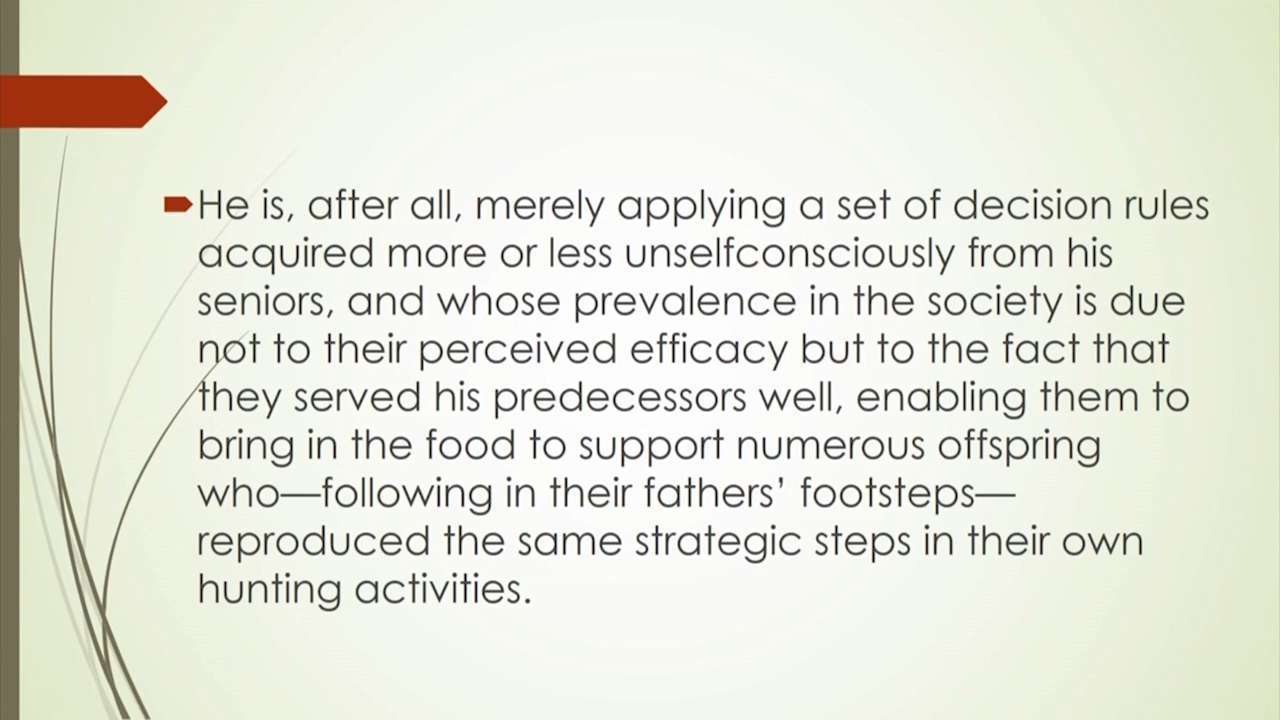 He is, after all, merely applying a set of decision rules
acquired more or less unselfconsciously from his
seniors, and whose prevalence in the society is due
not to their perceived efficacy but to the fact that
they served his predecessors well, enabling them to
bring in the food to support numerous offspring
who—following in their fathers’ footsteps—
reproduced the same strategic steps in their own
hunting activities.